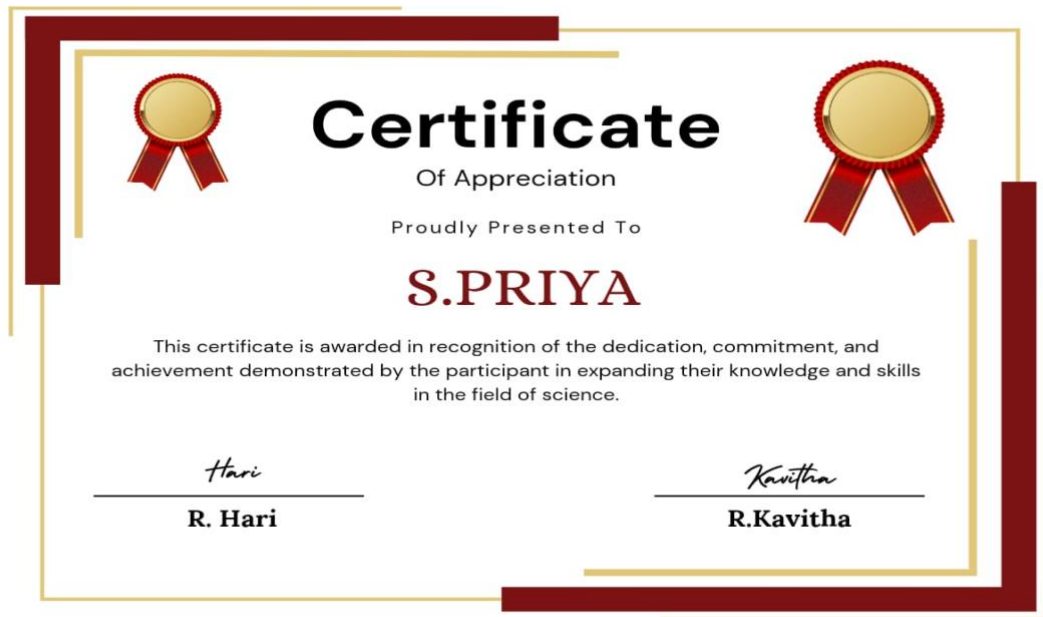 Certificate
Of Appreciation
Proudly Presented To
S.PRIYA
This certificate is awarded in recognition of the dedication, commitment, and
achievement demonstrated by the participant in expanding their knowledge and skills
in the field of science.
Hari
Kavitha
R. Hari
R.Kavitha